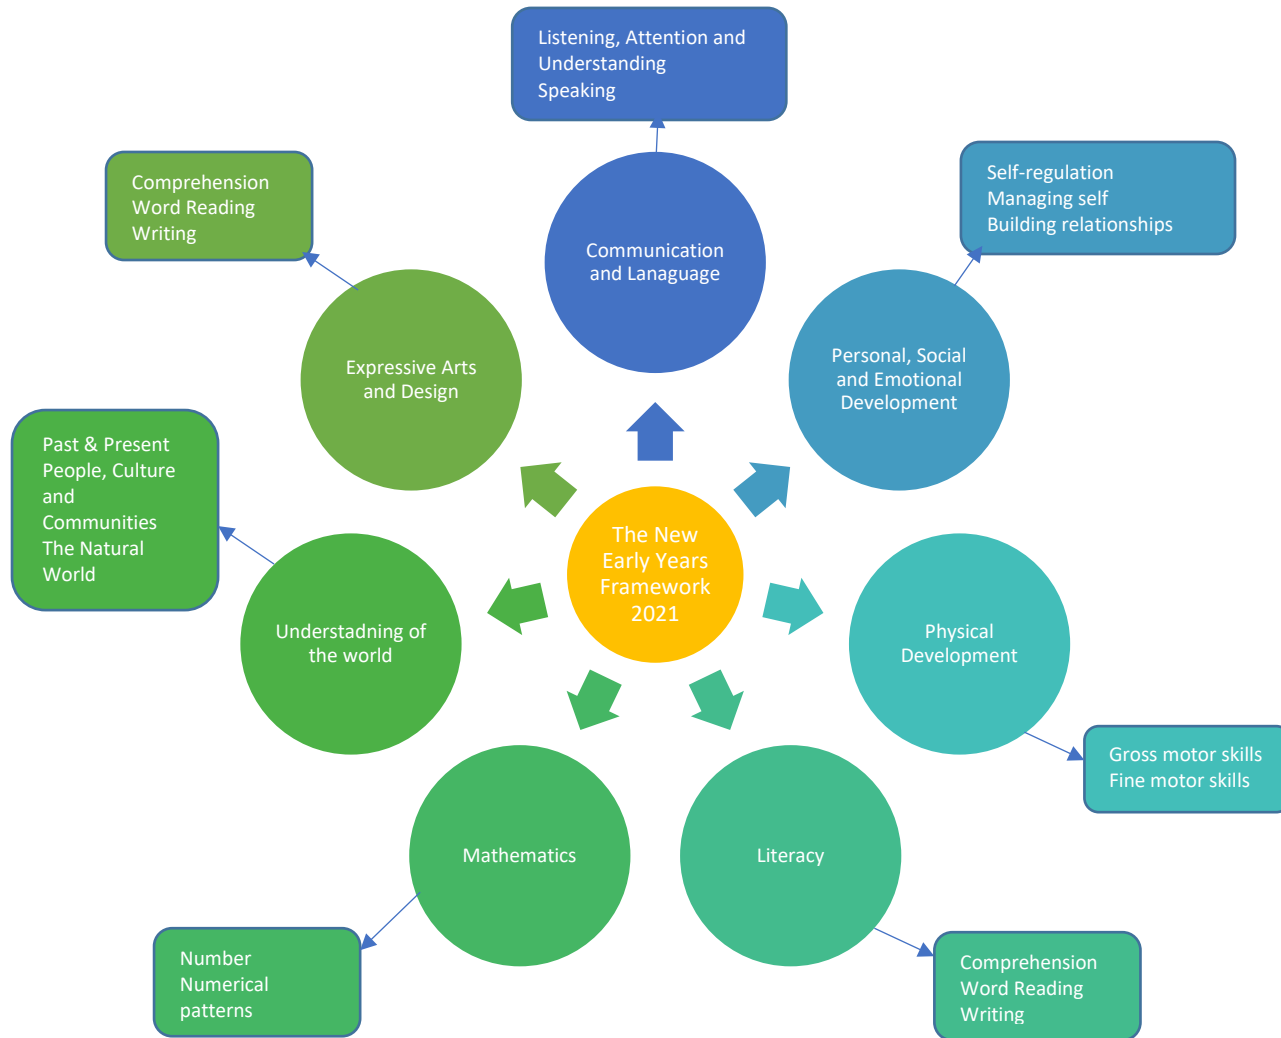 Listening, Attention and
Understanding
Speaking
Comprehension
Word Reading
Writing
Self-regulation
Managing self
Building relationships
Communication
and Lanaguage
Expressive Arts
and Design
Personal, Social
and Emotional
Development
Past & Present
People, Culture
and
Communities
The Natural
World
The New
Early Years
Framework
2021
Understadning of
the world
Physical
Development
Gross motor skills
Fine motor skills
Mathematics
Literacy
Number
Numerical
patterns
Comprehension
Word Reading
Writing